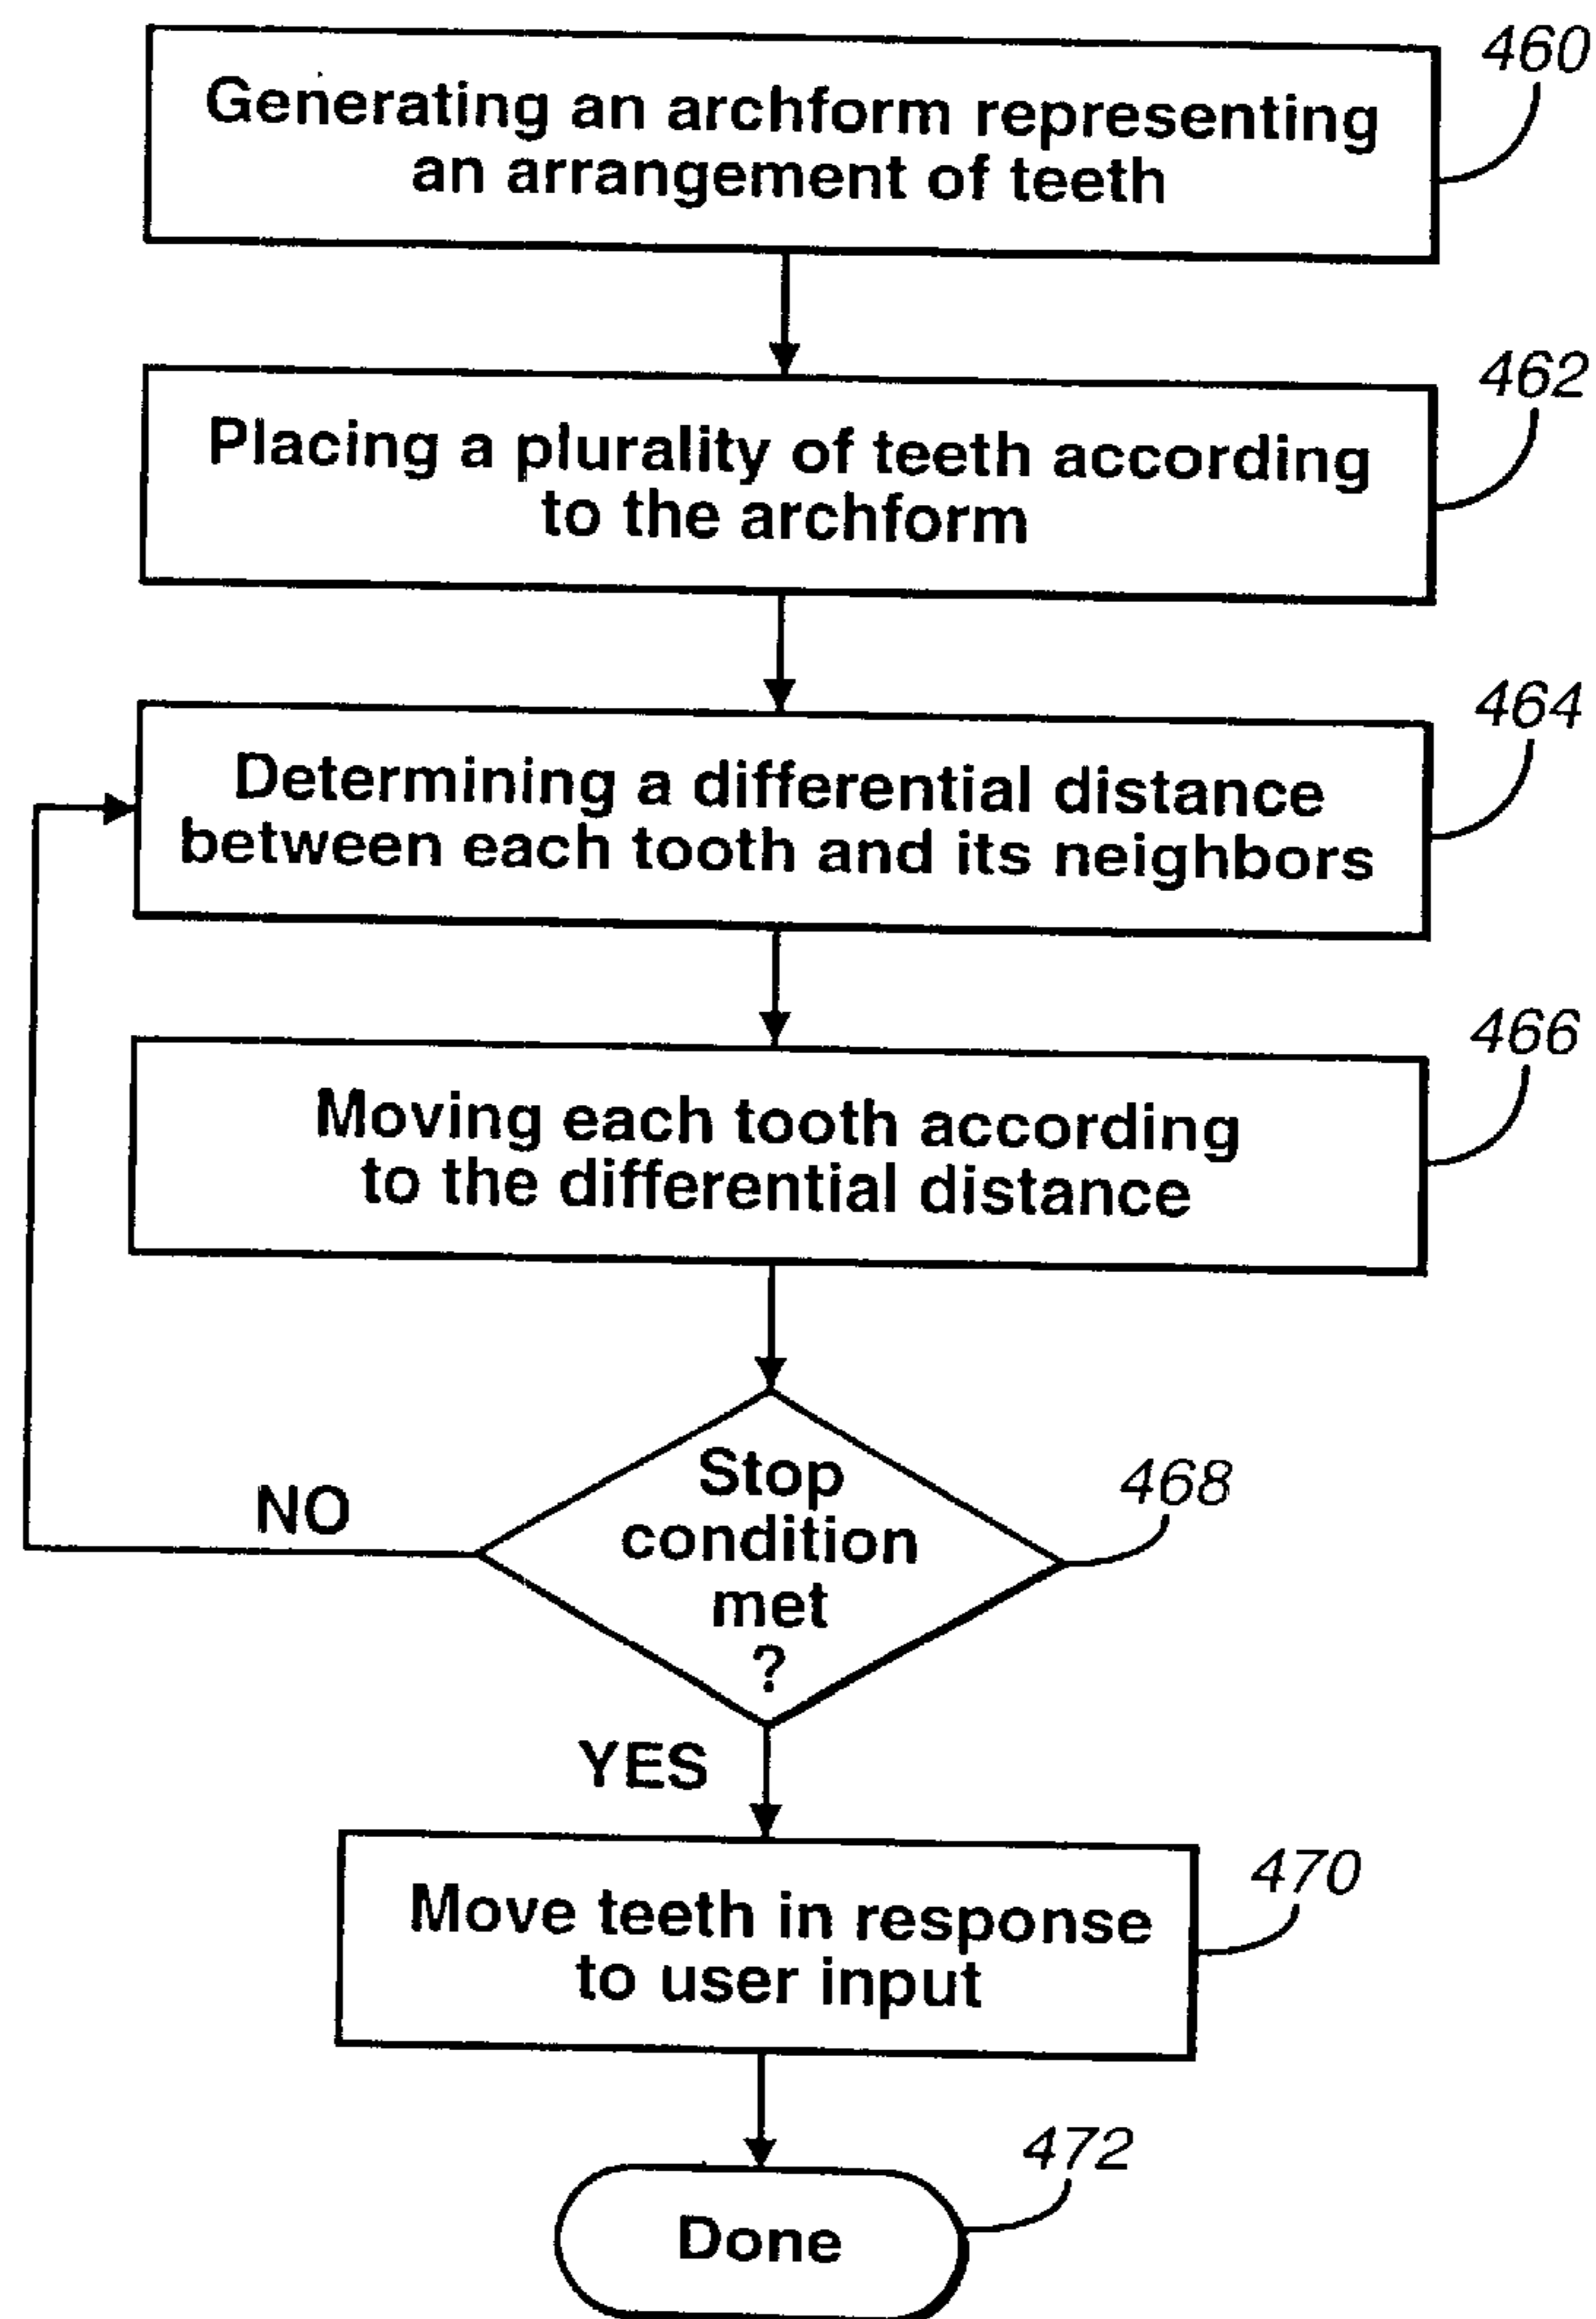 460
Generating an archform representing
an arrangement of teeth
462
Placing a plurality of teeth according
to the archform
464
Determining a differential distance
between each tooth and its neighbors
466
Moving each tooth according
to the differential distance
468
Stop
condition
met
?
NO
YES
470
Move teeth in response
to user input
472
Done